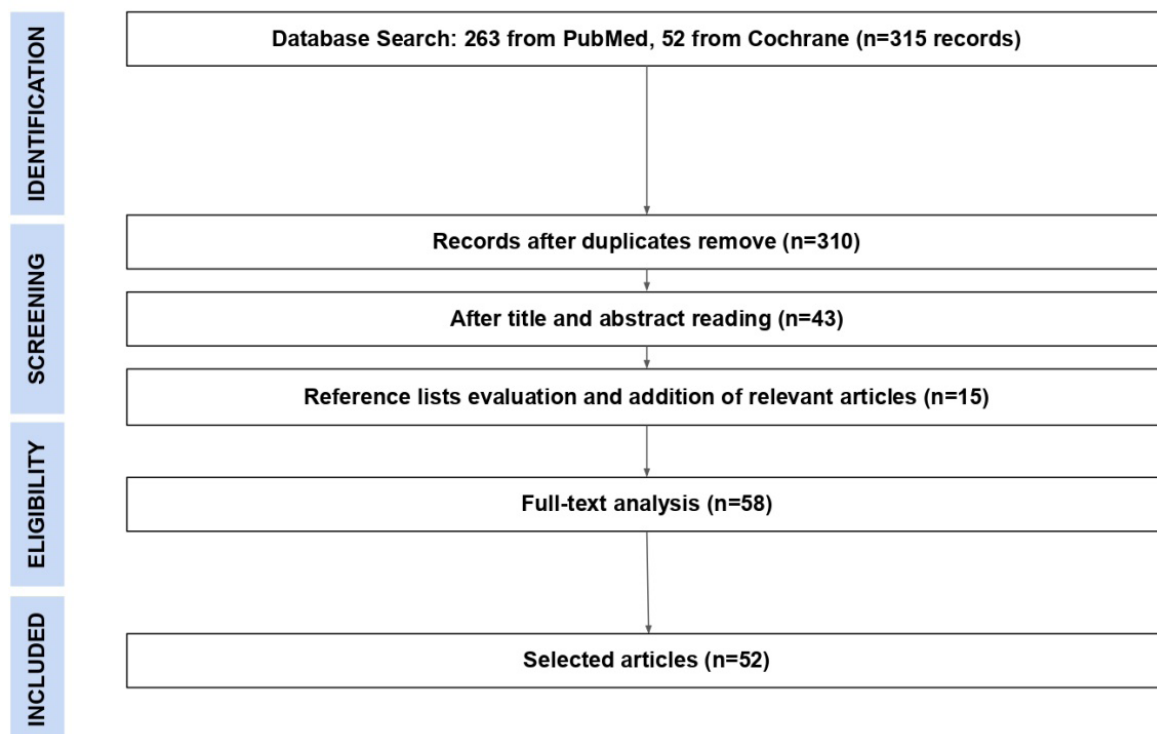 IDENTIFICATION
Database Search: 263 from PubMed, 52 from Cochrane (n=315 records)
SCREENING
Records after duplicates remove (n=310)
After title and abstract reading (n=43)
Reference lists evaluation and addition of relevant articles (n=15)
ELIGIBILITY
Full-text analysis (n=58)
INCLUDED
Selected articles (n=52)